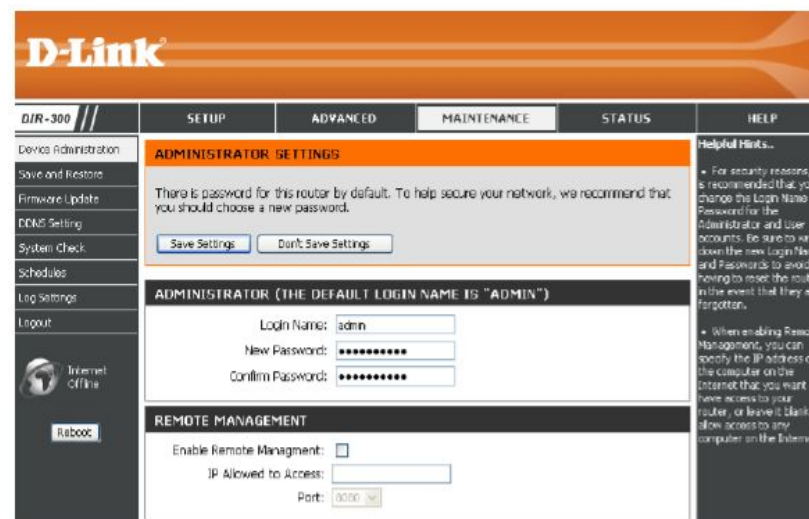 D-Link
DIR-300
SETUP
ADVANCED
MAINTENANCE
STATUS
HELP
Device Administration
Save and Restore
Firmware Update
DDNS Setting
System Check
Schedules
Log Settings
Logout
Internet
Offline
Reboot
ADMINISTRATOR SETTINGS
There is password for this router by default. To help secure your network, we recommend that
you should choose a new password.
Save Settings
Don't Save Settings
ADMINISTRATOR (THE DEFAULT LOGIN NAME IS "ADMIN")
Login Name: admin
New Password: ••••••••••
Confirm Password: ••••••••••
REMOTE MANAGEMENT
Enable Remote Managment:
IP Allowed to Access:
Port: 8080
Helpful Hints..
• For security reasons,
is recommended that
change the Login Name
Password for the
Administrator and User
accounts. Be sure to
down the new Login
and Passwords to avoid
having to reset the
in the event that they
forgotten.
• When enabling
Management, you can
specify the IP address
the computer on the
Internet that you want
have access to your
router, or leave it blank
allow access to any
computer on the